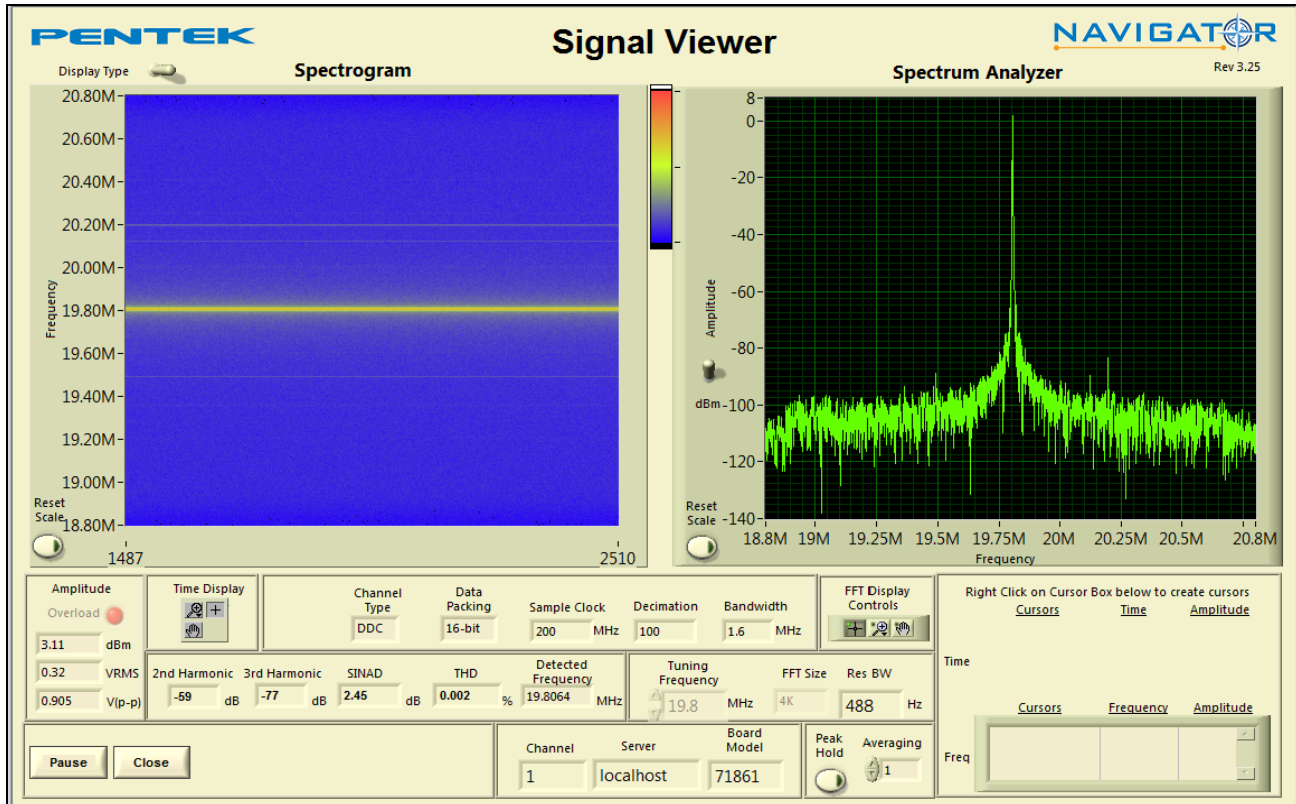 PENTEK
Signal Viewer
NAVIGATOR
Rev 3.25
Display Type
Spectrogram
Spectrum Analyzer
20.80M
20.60M
20.40M
20.20M
20.00M
19.80M
19.60M
19.40M
19.20M
19.00M
18.80M
Frequency
Reset
Scale
1487
2510
8
0
-20
-40
-60
-80
-100
-120
-140
Amplitude
dBm
Reset
Scale
18.8M 19M 19.25M 19.5M 19.75M 20M 20.25M 20.5M 20.8M
Frequency
Amplitude
Overload
3.11 dBm
0.32 VRMS
0.905 V(p-p)
Time Display
Channel
Type
DDC
Data
Packing
16-bit
Sample Clock
200 MHz
Decimation
100
Bandwidth
1.6 MHz
FFT Display
Controls
2nd Harmonic
-59 dB
3rd Harmonic
-77 dB
SINAD
2.45 dB
THD
0.002 %
Detected
Frequency
19.8064 MHz
Tuning
Frequency
19.8 MHz
FFT Size
4K
Res BW
488 Hz
Right Click on Cursor Box below to create cursors
Cursors Time Amplitude
Time
Cursors Frequency Amplitude
Freq
Pause
Close
Channel
1
Server
localhost
Board
Model
71861
Peak
Hold
Averaging
1